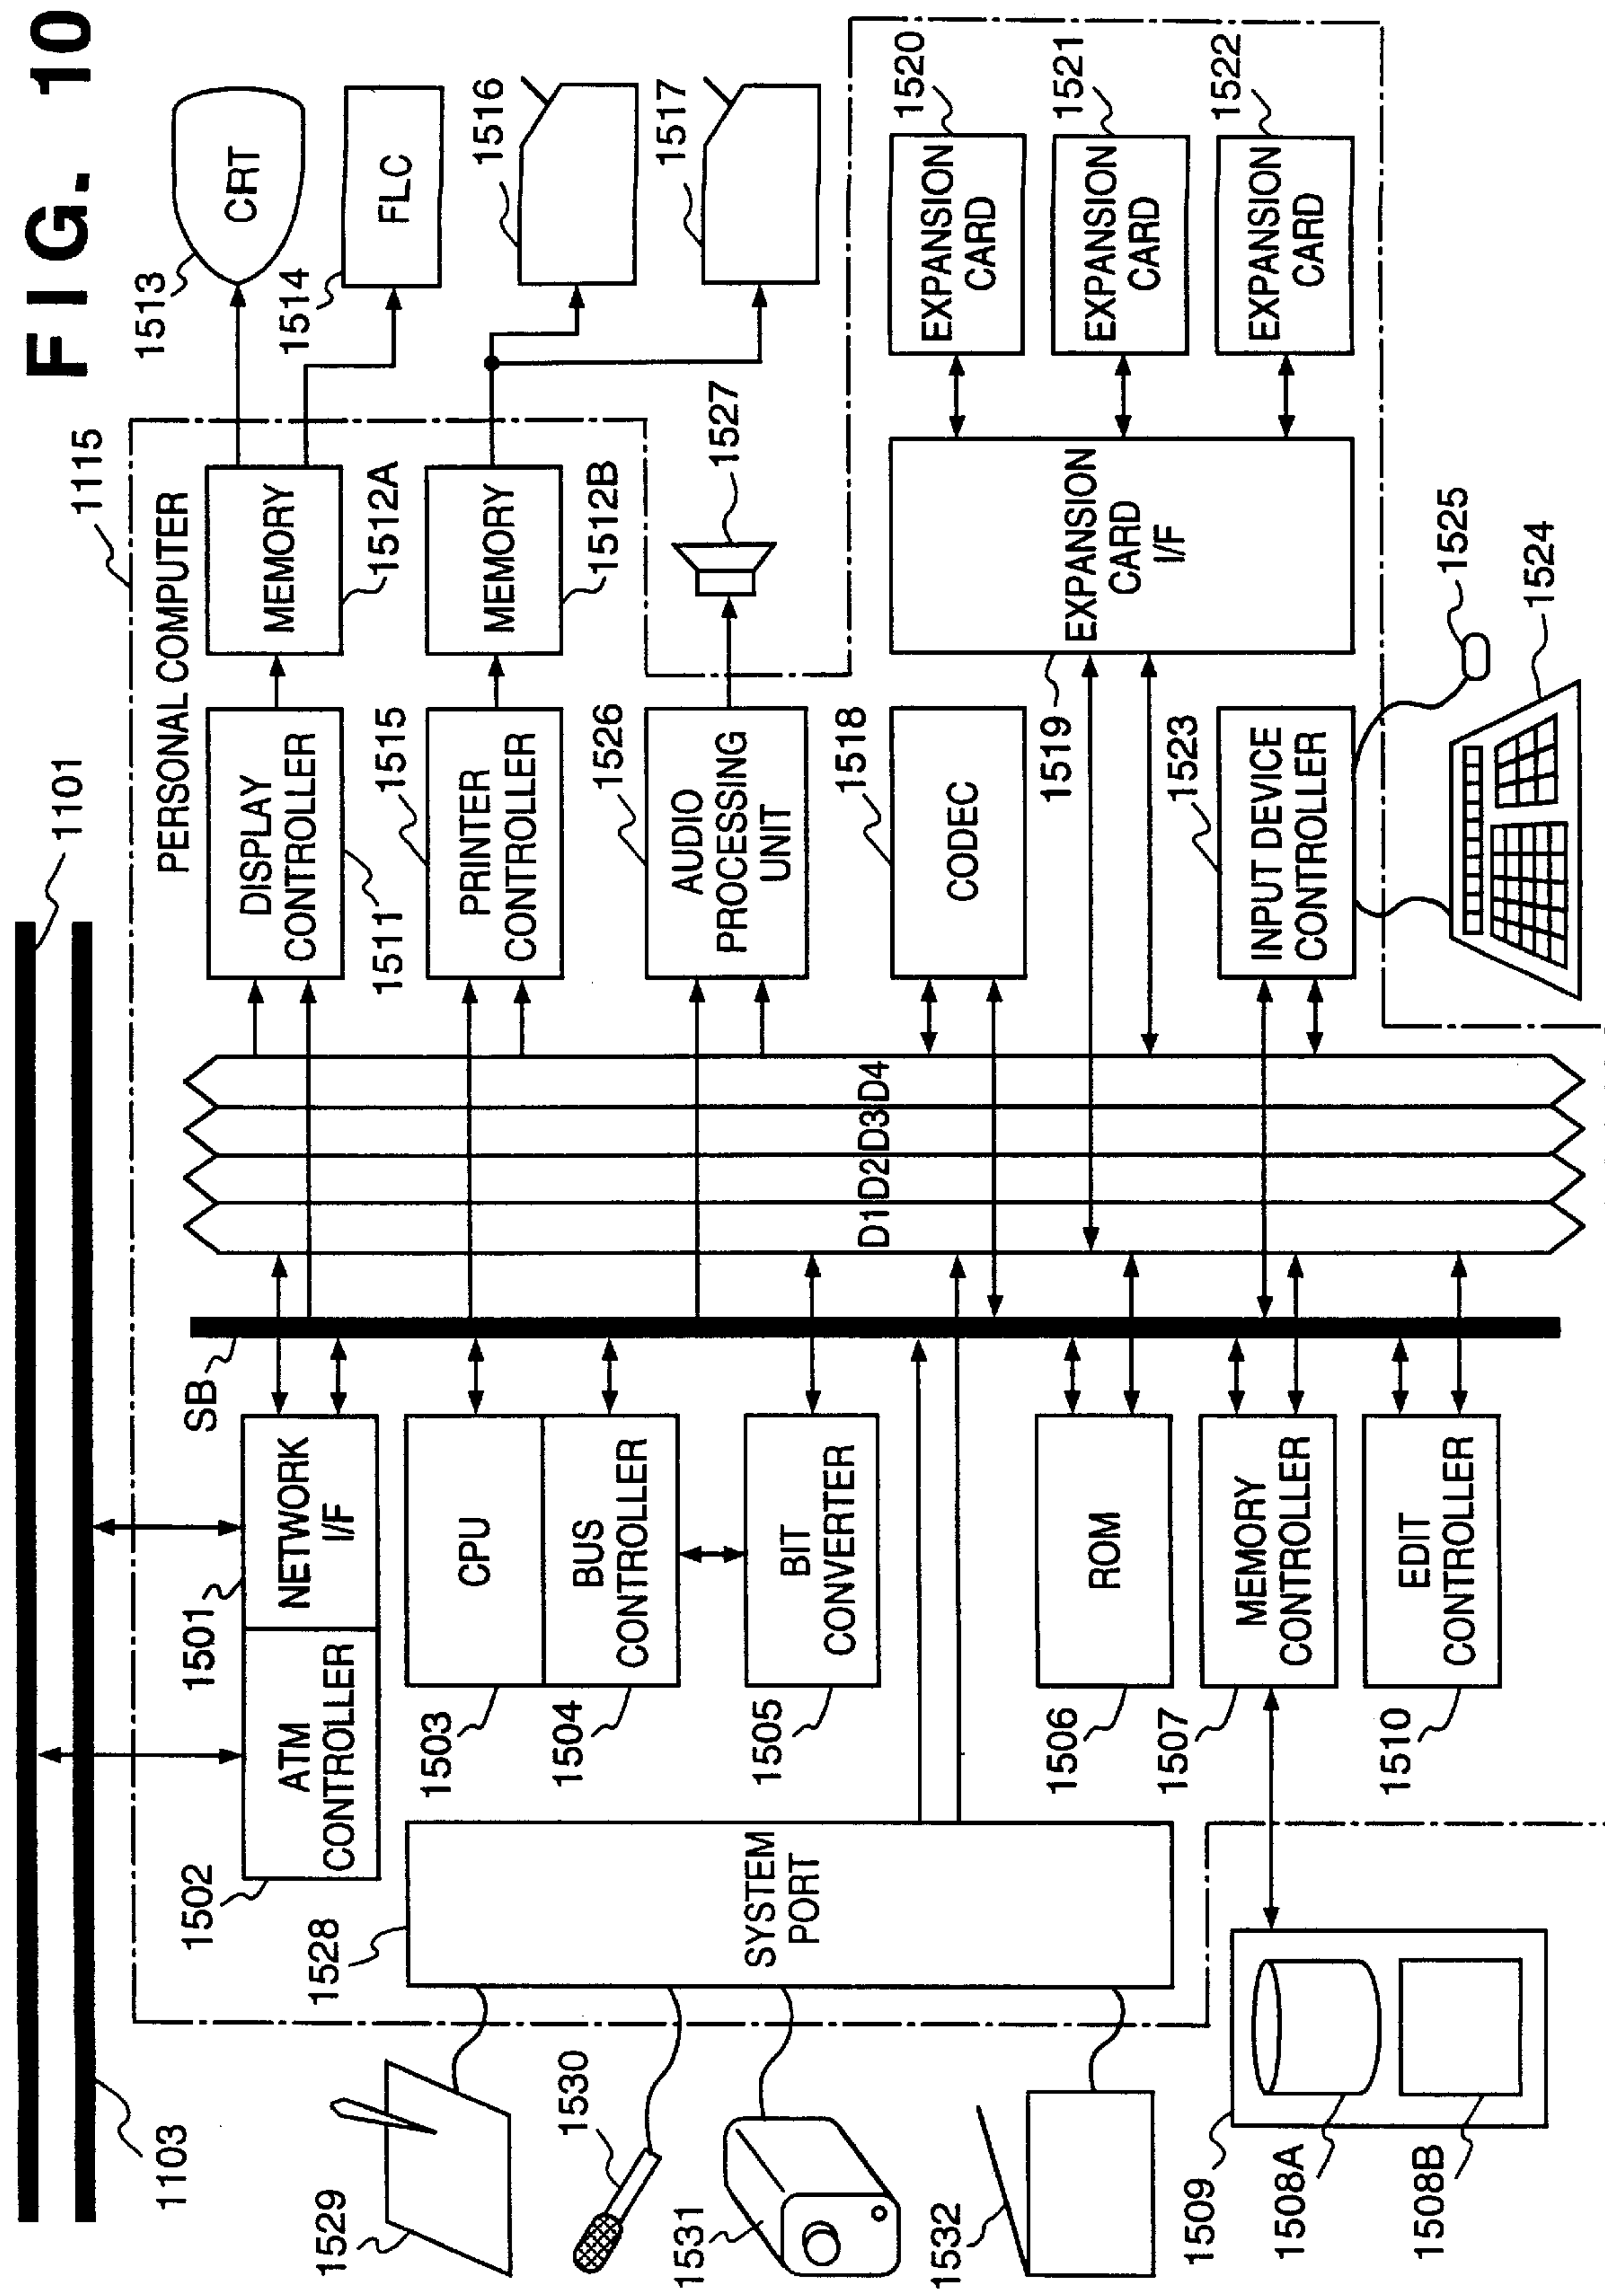 FIG. 10
1101
1103
1115
PERSONAL COMPUTER
1502
ATM
CONTROLLER
1501
NETWORK
I/F
SB
1511
DISPLAY
CONTROLLER
MEMORY
1512A
1513
CRT
1514
FLC
1503
CPU
1504
BUS
CONTROLLER
1505
BIT
CONVERTER
1515
PRINTER
CONTROLLER
MEMORY
1512B
1516
1517
1526
AUDIO
PROCESSING
UNIT
1527
1528
SYSTEM
PORT
1529
1530
1531
1532
D1
D2
D3
D4
1518
CODEC
1519
EXPANSION
CARD
I/F
EXPANSION
CARD
1520
EXPANSION
CARD
1521
EXPANSION
CARD
1522
1506
ROM
1507
MEMORY
CONTROLLER
1510
EDIT
CONTROLLER
1523
INPUT DEVICE
CONTROLLER
1525
1524
1509
1508A
1508B